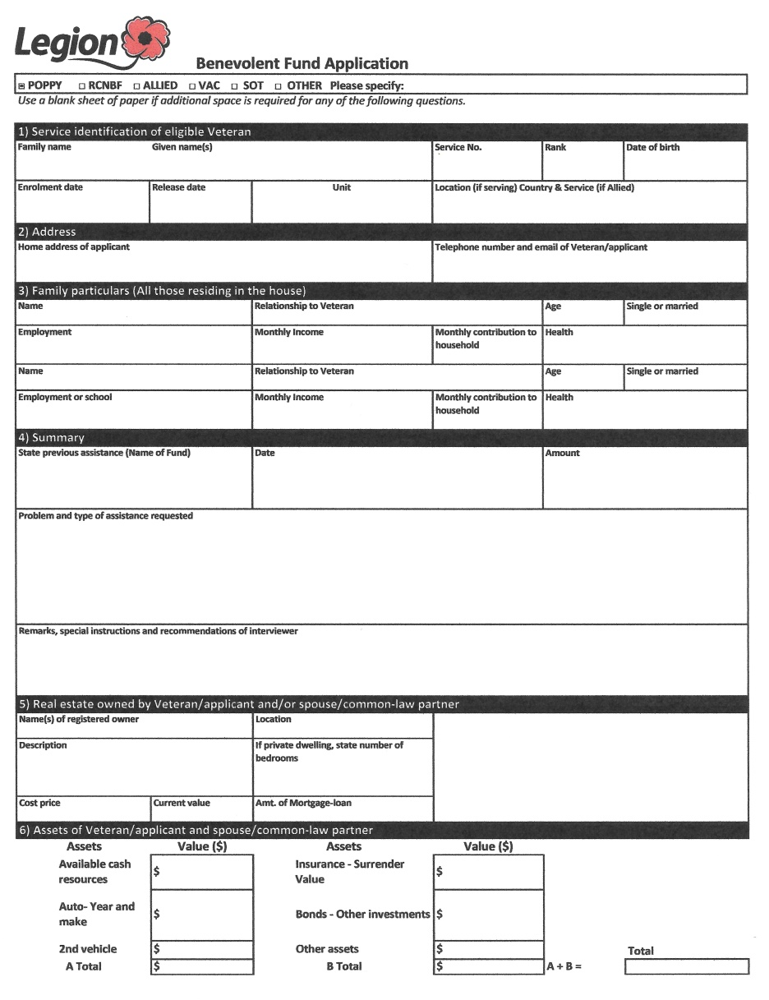 Legion
Benevolent Fund Application
▣ POPPY ☐ RCNBF ☐ ALLIED ☐ VAC ☐ SOT ☐ OTHER Please specify:
Use a blank sheet of paper if additional space is required for any of the following questions.
1) Service identification of eligible Veteran
Family name Given name(s) Service No. Rank Date of birth
Enrolment date Release date Unit Location (if serving) Country & Service (if Allied)
2) Address
Home address of applicant Telephone number and email of Veteran/applicant
3) Family particulars (All those residing in the house)
Name Relationship to Veteran Age Single or married
Employment Monthly Income Monthly contribution to Health
household
Name Relationship to Veteran Age Single or married
Employment or school Monthly Income Monthly contribution to Health
household
4) Summary
State previous assistance (Name of Fund) Date Amount
Problem and type of assistance requested
Remarks, special instructions and recommendations of interviewer
5) Real estate owned by Veteran/applicant and/or spouse/common-law partner
Name(s) of registered owner Location
Description If private dwelling, state number of
bedrooms
Cost price Current value Amt. of Mortgage-loan
6) Assets of Veteran/applicant and spouse/common-law partner
Assets Value ($) Assets Value ($)
Available cash $ Insurance - Surrender $
resources Value
Auto- Year and $ Bonds - Other investments $
make
2nd vehicle $ Other assets $ Total
A Total $ B Total $ A + B =